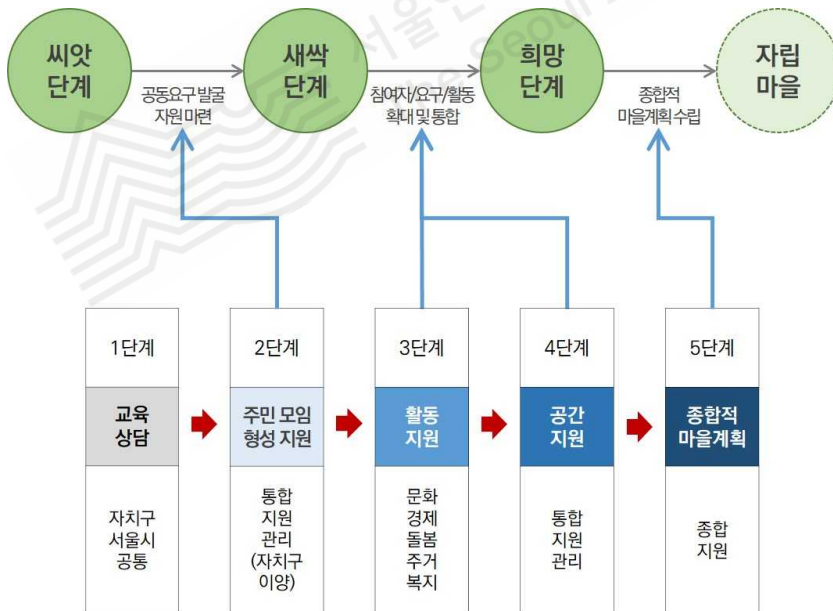 씨앗
단계
새싹
단계
희망
단계
자립
마을
공동요구 발굴
자원 마련
참여자/요구/활동
확대 및 통합
종합적
마을계획 수립
서울연
The Seoul
1단계
2단계
3단계
4단계
5단계
교육
상담
주민 모임
형성 지원
활동
지원
공간
지원
종합적
마을계획
자치구
서울시
공통
통합
지원
관리
(자치구
이양)
문화
경제
돌봄
주거
복지
통합
지원
관리
종합
지원